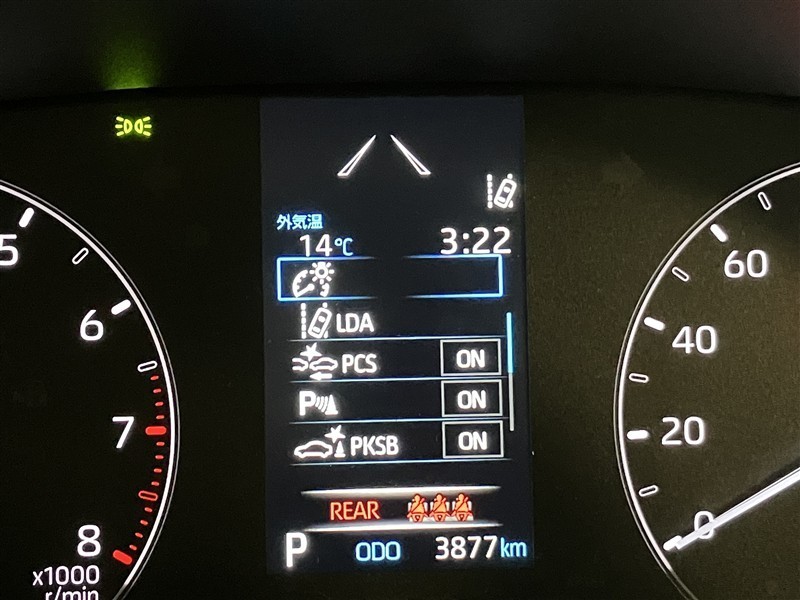 外気温
14℃ 3:22
5
60
6
LDA
40
PCS ON
P ON
7
20
PKSB ON
REAR
8
0
P ODO 3877km
x1000
r/min